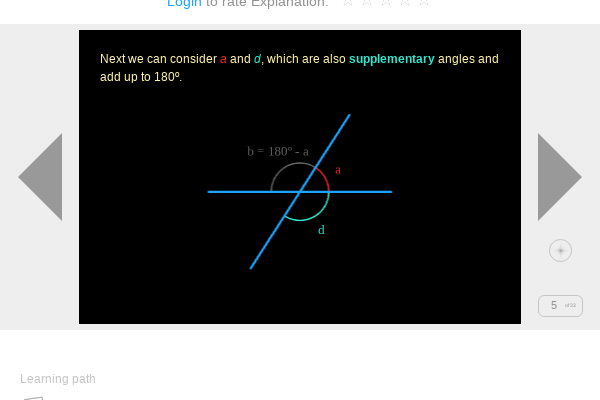 Login to rate Explanation.
Next we can consider a and d, which are also supplementary angles and
add up to 180º.
b = 180º - a
a
d
5
Learning path